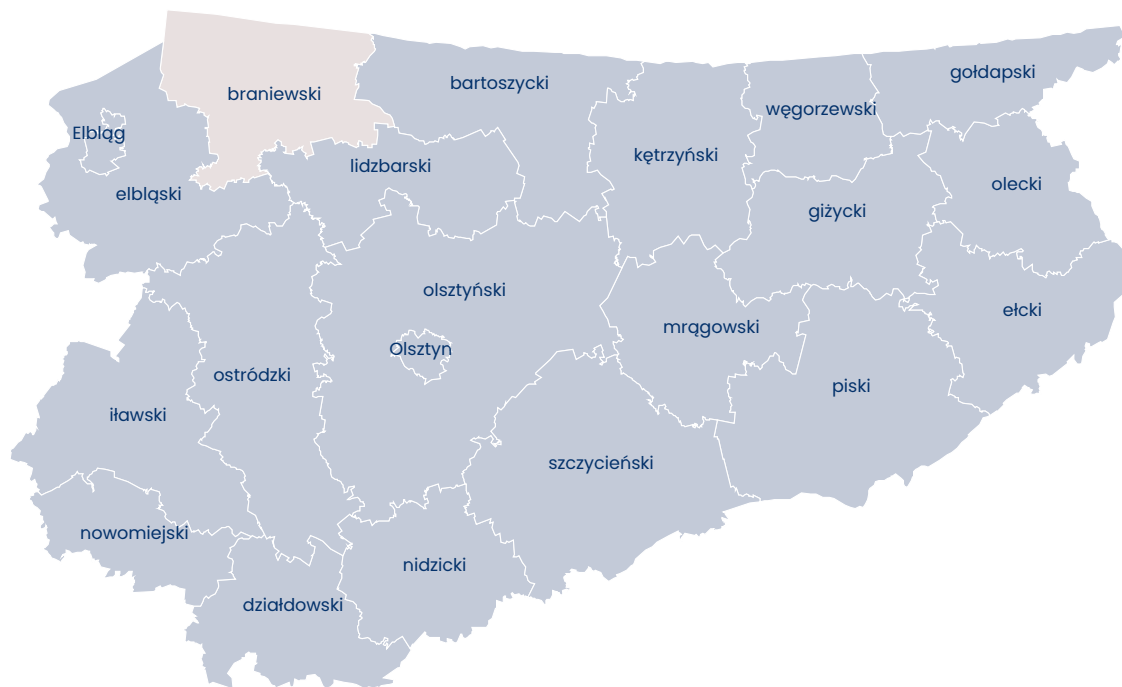 gołdapski
bartoszycki
braniewski
węgorzewski
Elbląg
kętrzyński
lidzbarski
olecki
elbląski
giżycki
olsztyński
ełcki
mrągowski
Olsztyn
ostródzki
piski
iławski
szczycieński
nowomiejski
nidzicki
działdowski